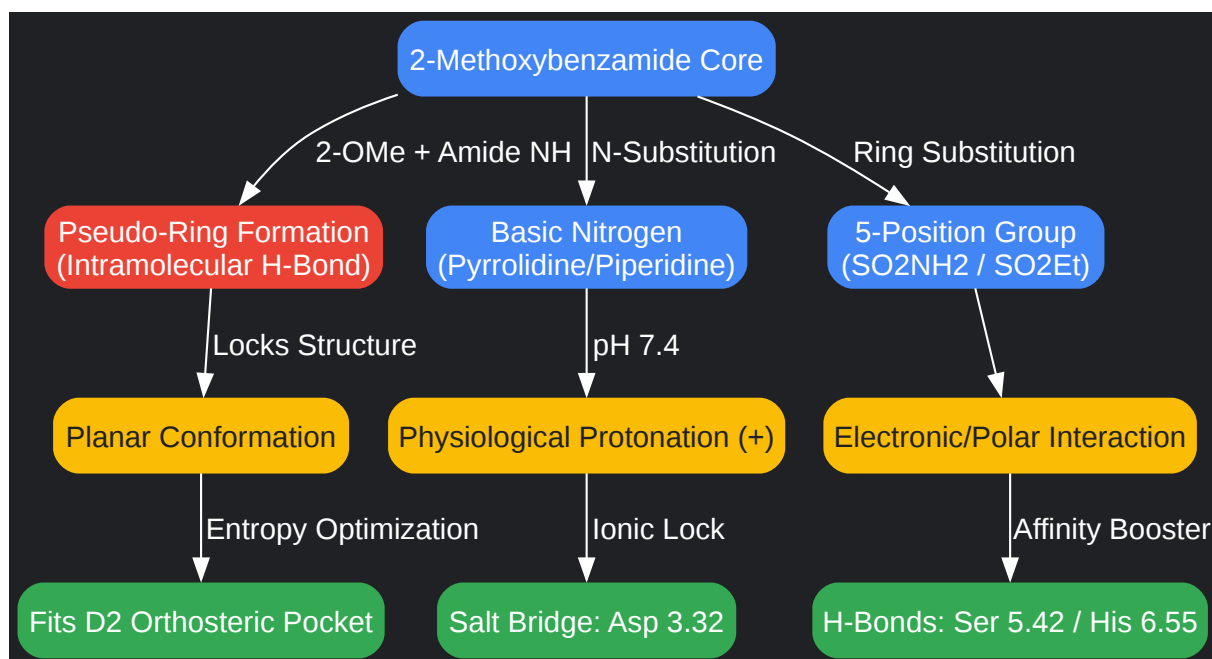 2-Methoxybenzamide Core
2-OMe + Amide NH
N-Substitution
Ring Substitution
Pseudo-Ring Formation
(Intramolecular H-Bond)
Basic Nitrogen
(Pyrrolidine/Piperidine)
5-Position Group
(SO2NH2 / SO2Et)
Locks Structure
pH 7.4
Planar Conformation
Physiological Protonation (+)
Electronic/Polar Interaction
Entropy Optimization
Ionic Lock
Affinity Booster
Fits D2 Orthosteric Pocket
Salt Bridge: Asp 3.32
H-Bonds: Ser 5.42 / His 6.55